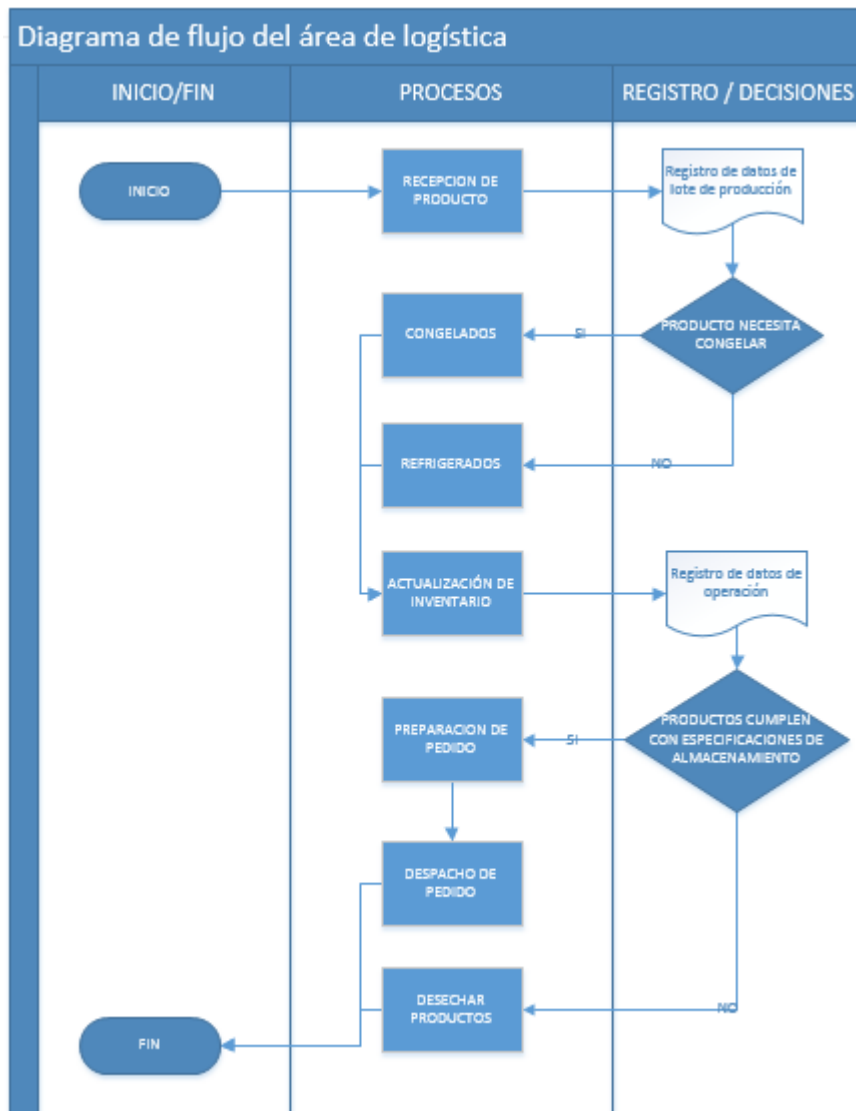 Diagrama de flujo del área de logística
INICIO/FIN
PROCESOS
REGISTRO / DECISIONES
INICIO
RECEPCION DE
PRODUCTO
Registro de datos de
lote de producción
CONGELADOS
SI
PRODUCTO NECESITA
CONGELAR
REFRIGERADOS
NO
ACTUALIZACIÓN DE
INVENTARIO
Registro de datos de
operación
PREPARACION DE
PEDIDO
SI
PRODUCTOS CUMPLEN
CON ESPECIFICACIONES DE
ALMACENAMIENTO
DESPACHO DE
PEDIDO
DESECHAR
PRODUCTOS
NO
FIN